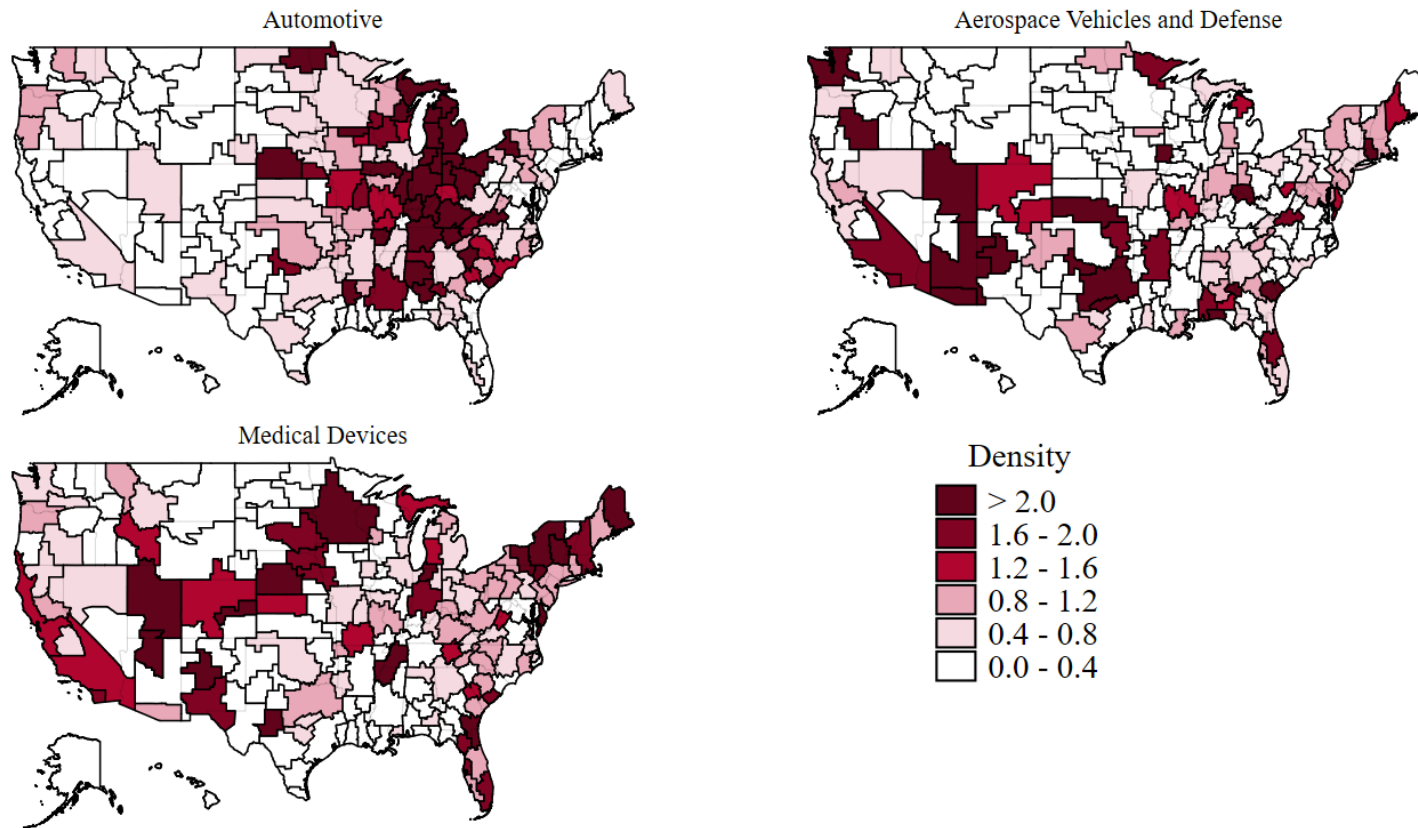 Automotive
Aerospace Vehicles and Defense
Medical Devices
Density
> 2.0
1.6 - 2.0
1.2 - 1.6
0.8 - 1.2
0.4 - 0.8
0.0 - 0.4